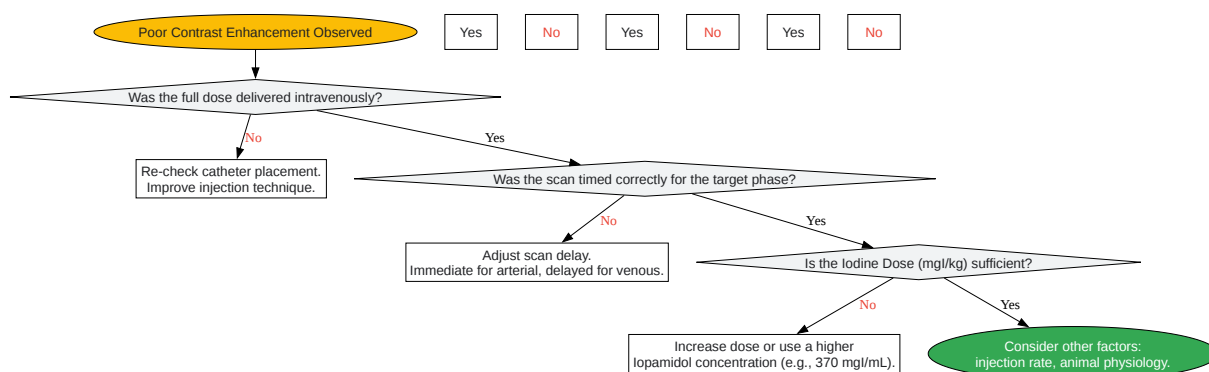 Poor Contrast Enhancement Observed
Yes
No
Yes
No
Yes
No
Was the full dose delivered intravenously?
No
Yes
Re-check catheter placement.
Improve injection technique.
Was the scan timed correctly for the target phase?
No
Yes
Adjust scan delay.
Immediate for arterial, delayed for venous.
Is the Iodine Dose (mgI/kg) sufficient?
No
Yes
Increase dose or use a higher
Iopamidol concentration (e.g., 370 mgI/mL).
Consider other factors:
injection rate, animal physiology.